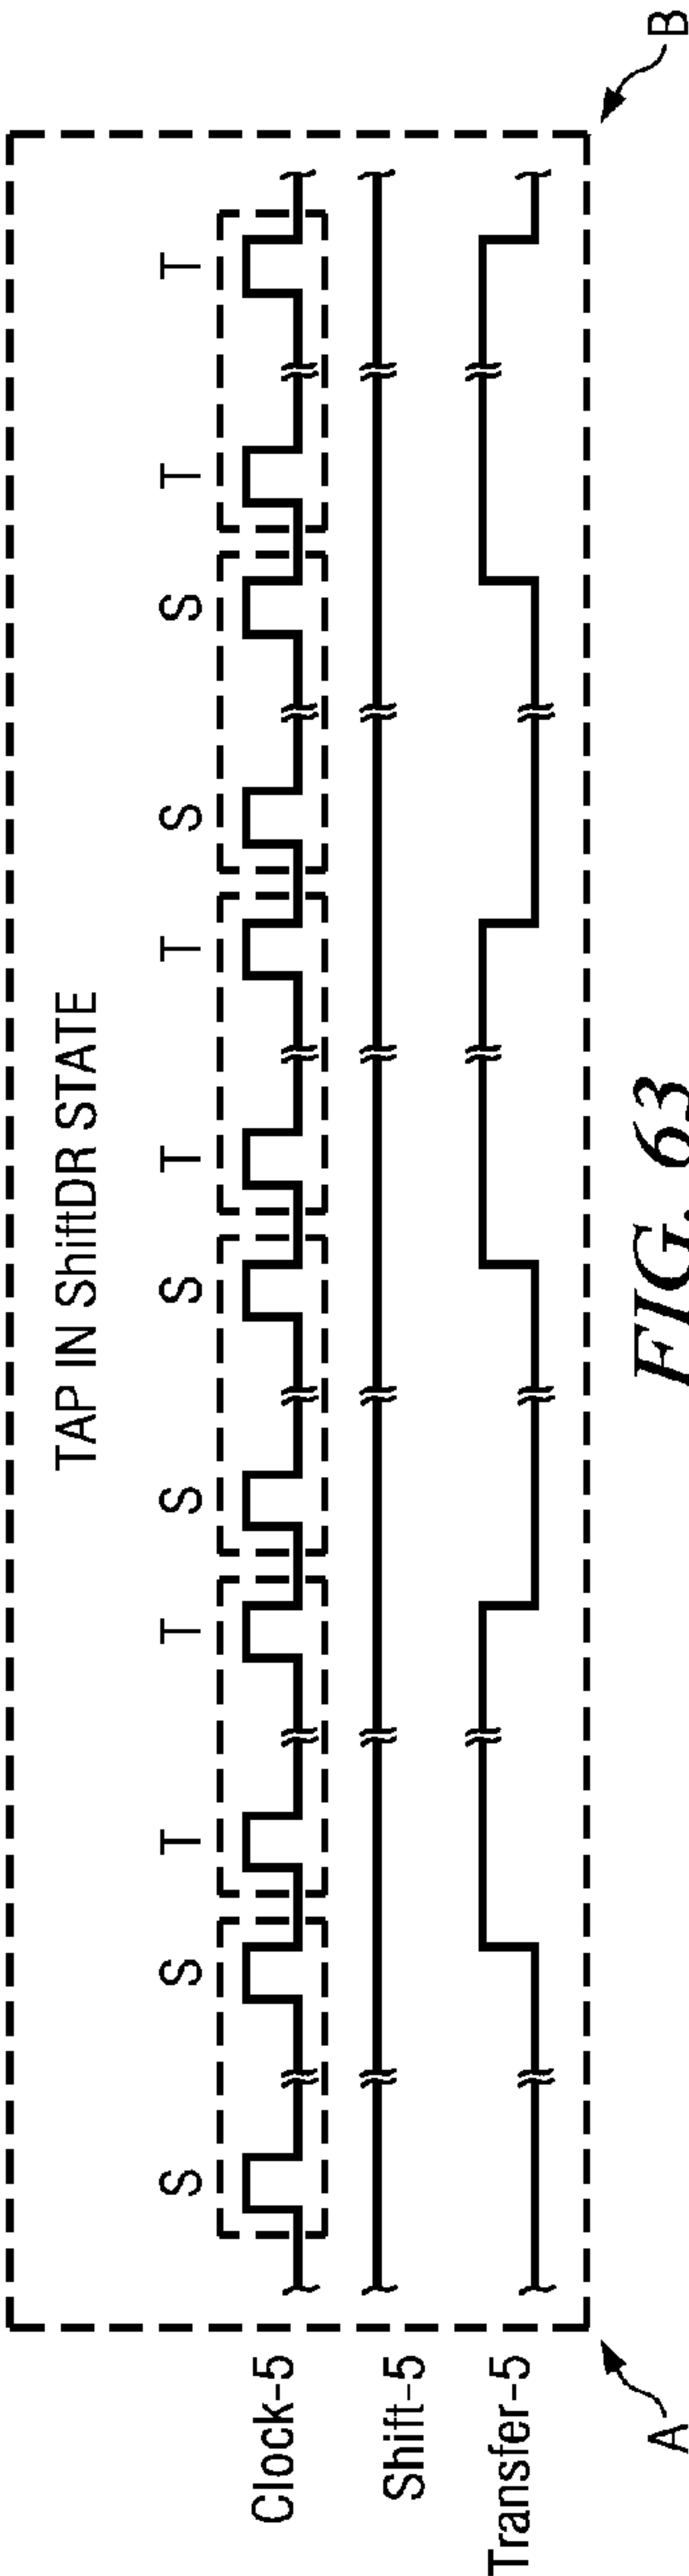 TAP IN ShiftDR STATE
S S T T S S T T S S T T
Clock-5
Shift-5
Transfer-5
A
B
FIG. 63